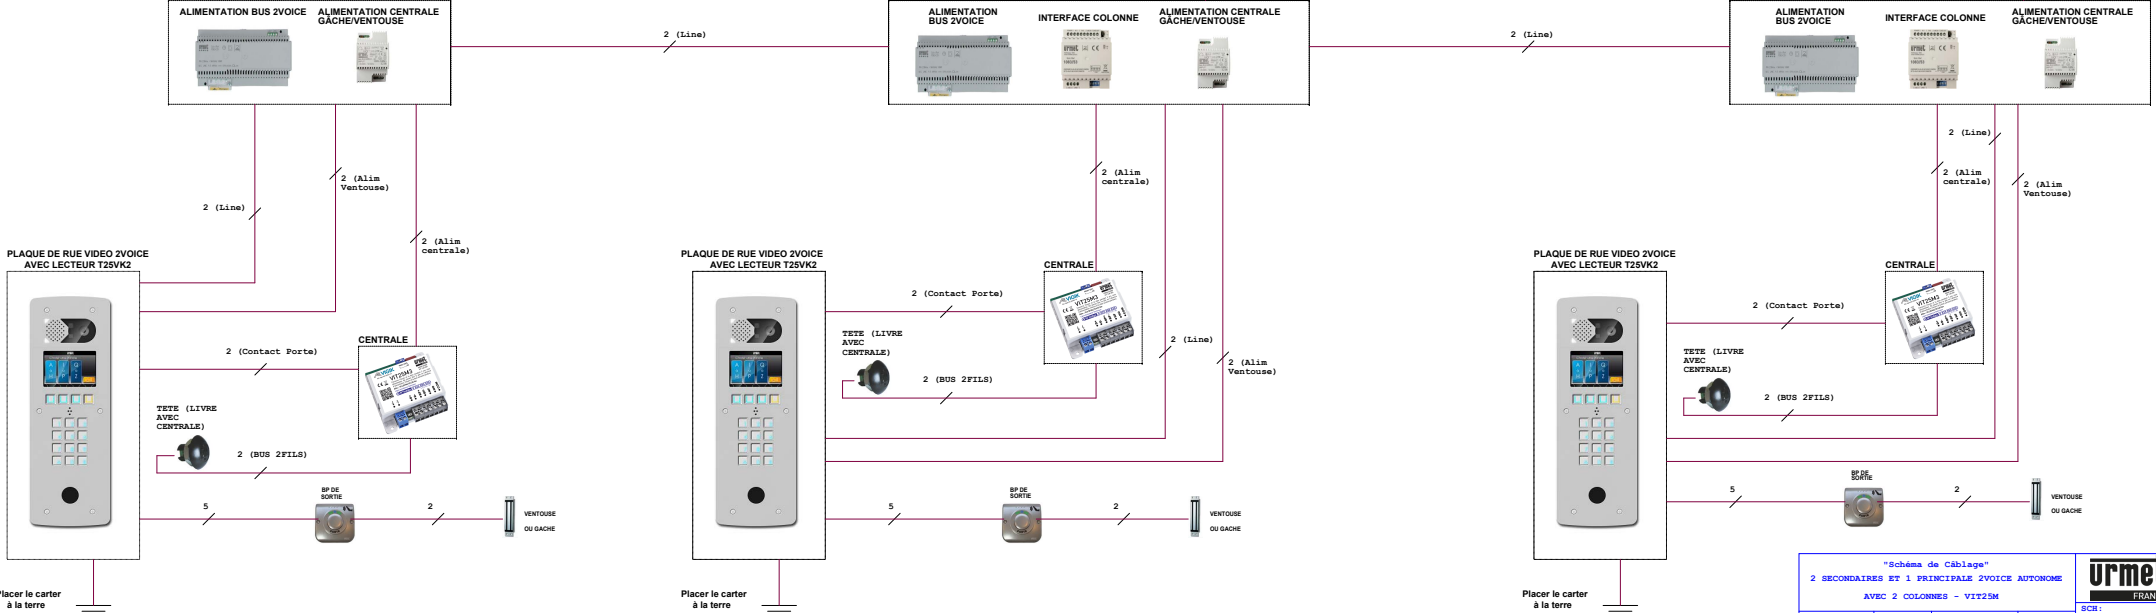 ALIMENTATION BUS 2VOICE
ALIMENTATION CENTRALE
GÂCHE/VENTOUSE
2 (Line)
ALIMENTATION
BUS 2VOICE
INTERFACE COLONNE
ALIMENTATION CENTRALE
GÂCHE/VENTOUSE
2 (Line)
ALIMENTATION
BUS 2VOICE
INTERFACE COLONNE
ALIMENTATION CENTRALE
GÂCHE/VENTOUSE
2 (Line)
2 (Alim
Ventouse)
2 (Alim
centrale)
PLAQUE DE RUE VIDEO 2VOICE
AVEC LECTEUR T25VK2
CENTRALE
VIGIK
VIT25M3
2 (Contact Porte)
TETE (LIVRE
AVEC
CENTRALE)
2 (BUS 2FILS)
5
BP DE
SORTIE
2
VENTOUSE
OU GACHE
Placer le carter
à la terre
2 (Alim
centrale)
PLAQUE DE RUE VIDEO 2VOICE
AVEC LECTEUR T25VK2
CENTRALE
VIGIK
VIT25M3
2 (Contact Porte)
TETE (LIVRE
AVEC
CENTRALE)
2 (Line)
2 (Alim
Ventouse)
2 (BUS 2FILS)
5
BP DE
SORTIE
2
VENTOUSE
OU GACHE
Placer le carter
à la terre
2 (Line)
2 (Alim
centrale)
2 (Alim
Ventouse)
PLAQUE DE RUE VIDEO 2VOICE
AVEC LECTEUR T25VK2
CENTRALE
VIGIK
VIT25M3
2 (Contact Porte)
TETE (LIVRE
AVEC
CENTRALE)
2 (BUS 2FILS)
5
BP DE
SORTIE
2
VENTOUSE
OU GACHE
Placer le carter
à la terre
"Schéma de Câblage"
2 SECONDAIRES ET 1 PRINCIPALE 2VOICE AUTONOME
AVEC 2 COLONNES - VIT25M
urme
FRAN
SCH: